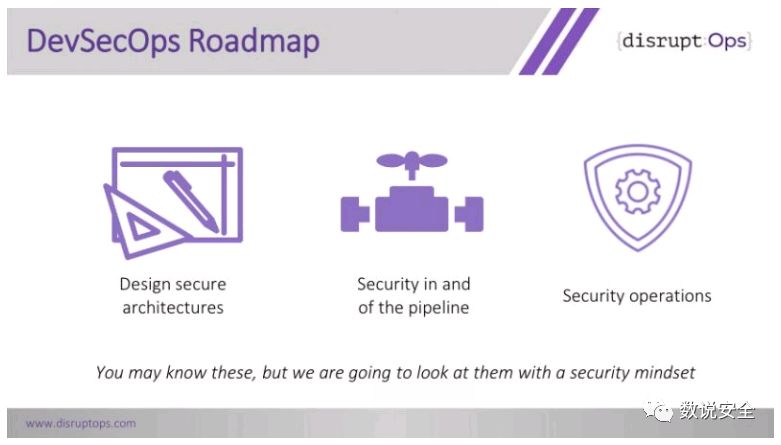 DevSecOps Roadmap
{disrupt:Ops}
Design secure
architectures
Security in and
of the pipeline
Security operations
You may know these, but we are going to look at them with a security mindset
www.disruptops.com
数说安全